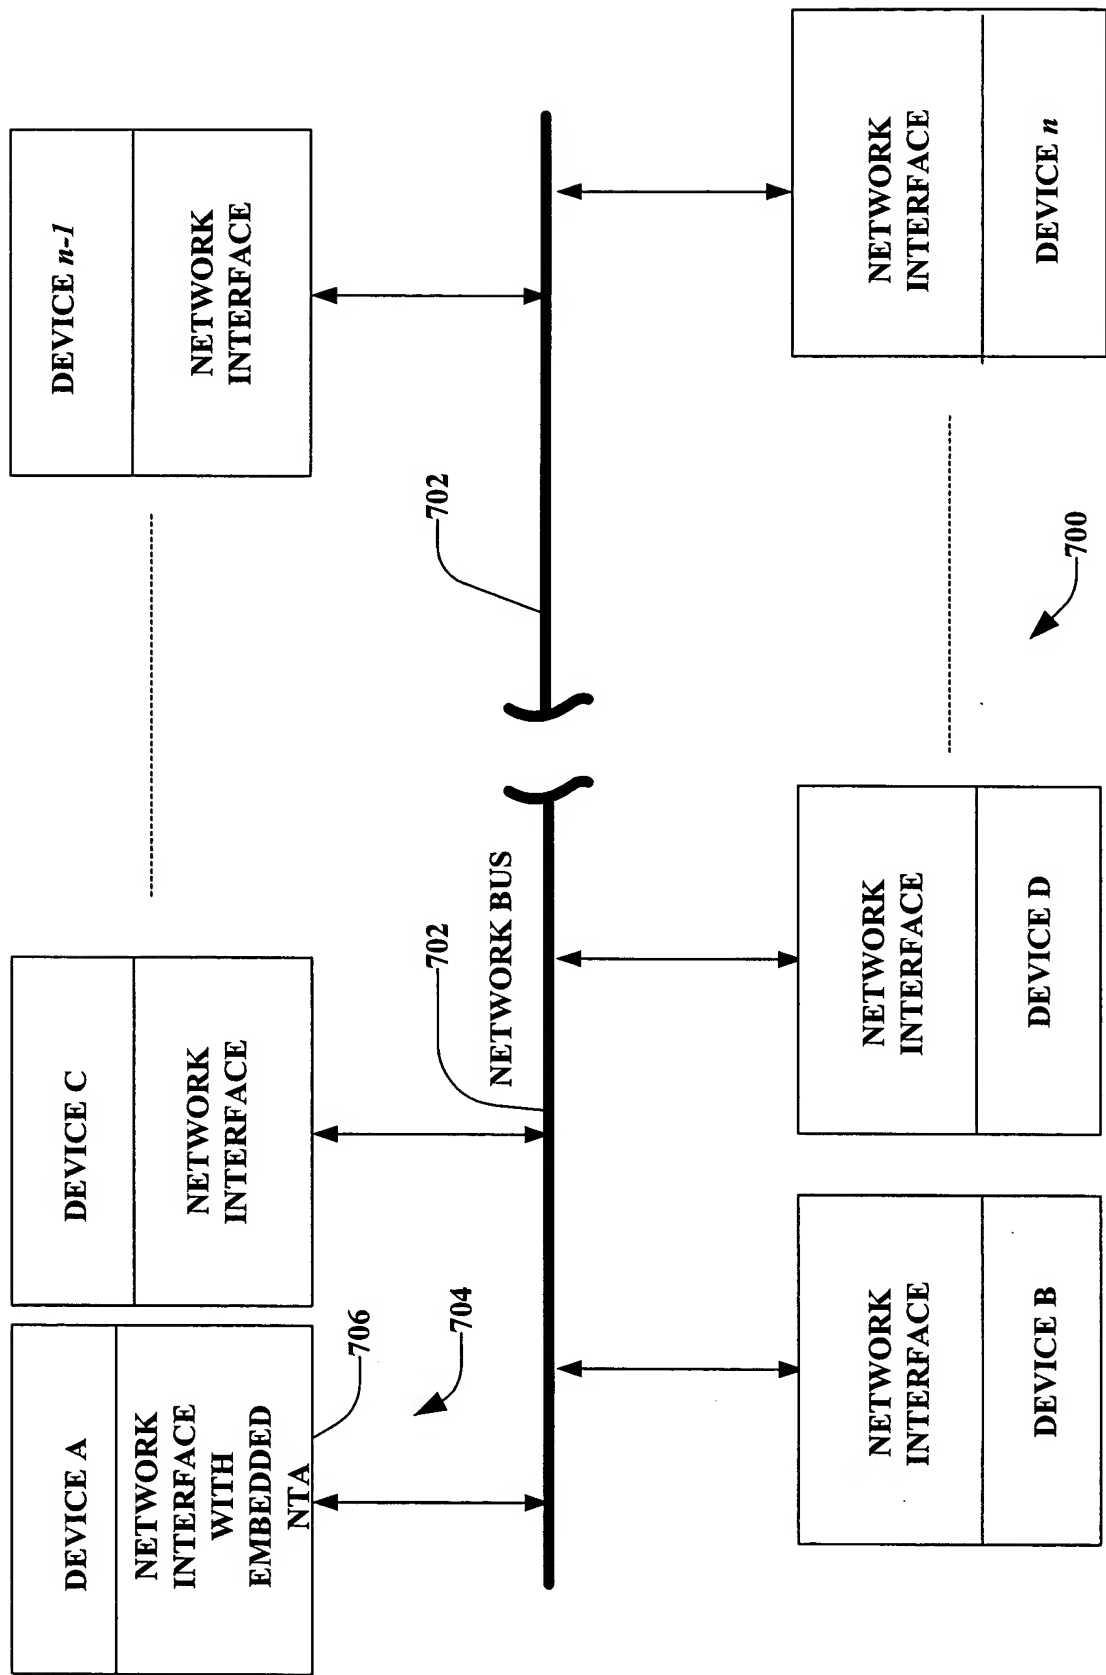 DEVICE A
NETWORK
INTERFACE
WITH
EMBEDDED
NTA
706
704
DEVICE C
NETWORK
INTERFACE
DEVICE n-1
NETWORK
INTERFACE
702
NETWORK BUS
702
NETWORK
INTERFACE
DEVICE B
NETWORK
INTERFACE
DEVICE D
NETWORK
INTERFACE
DEVICE n
700